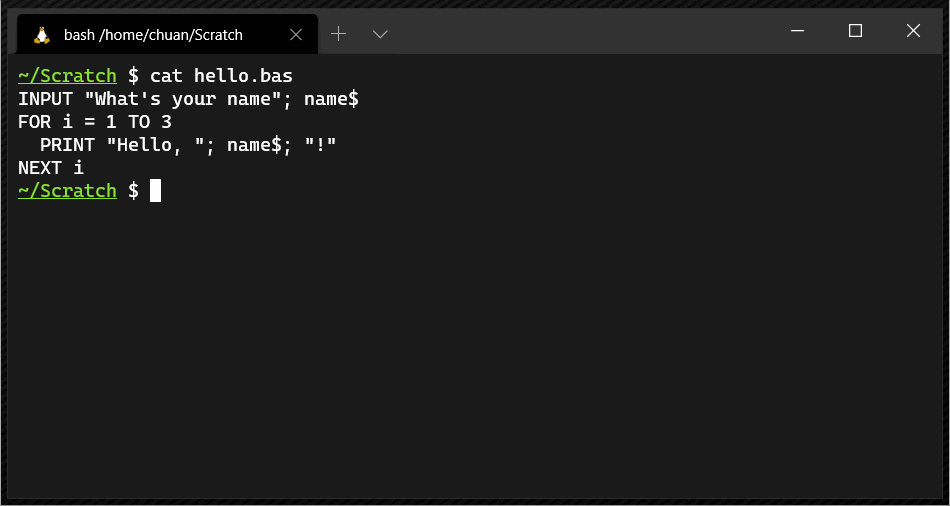 bash /home/chuan/Scratch
~/Scratch $ cat hello.bas
INPUT "What's your name"; name$
FOR i = 1 TO 3
  PRINT "Hello, "; name$; "!"
NEXT i
~/Scratch $